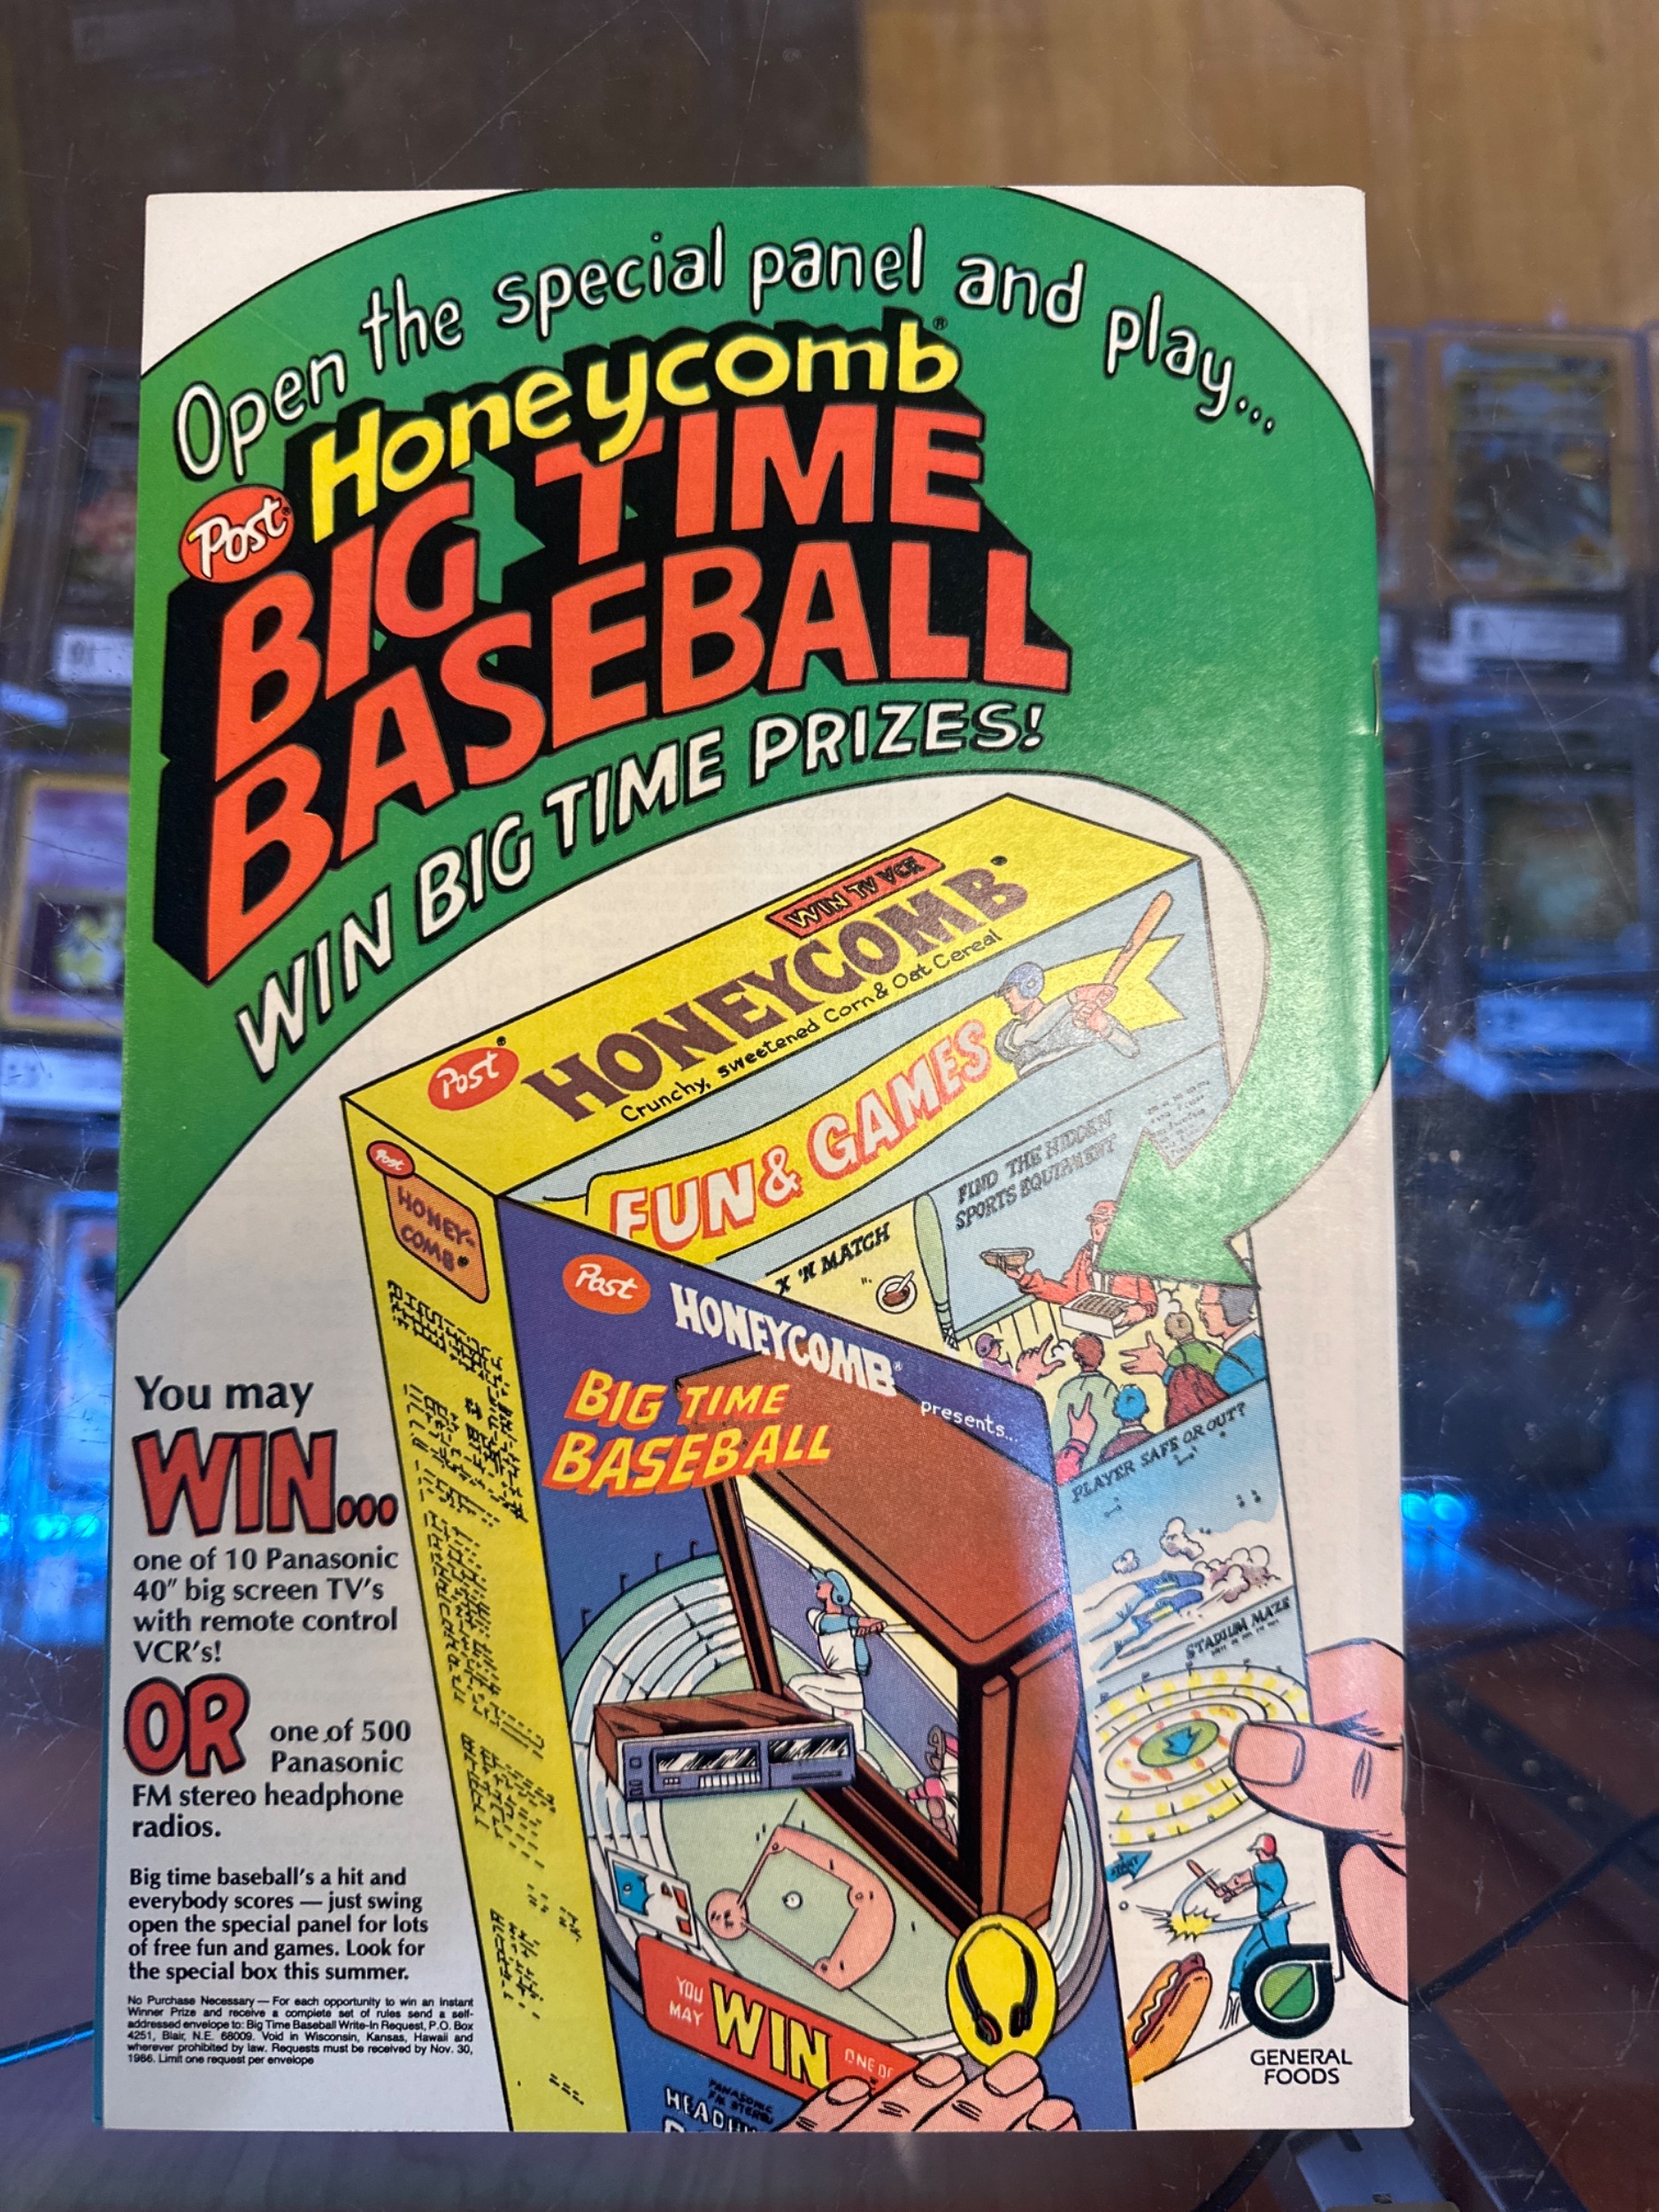 Open the special panel and play...
Post®
Honeycomb®
BIG TIME
BASEBALL
WIN BIG TIME PRIZES!
WIN TV VCR
Post®
HONEYCOMB®
Crunchy, sweetened Corn & Oat Cereal
FUN & GAMES
FIND THE HIDDEN
SPORTS EQUIPMENT
X 'N MATCH
PLAYER SAFE OR OUT?
STADIUM MAZE
START
Post
HONEY-
COMB®
Post
HONEYCOMB®
presents...
BIG TIME
BASEBALL
YOU
MAY
WIN
ONE OF
PANASONIC
FM STEREO
You may
WIN...
one of 10 Panasonic
40" big screen TV's
with remote control
VCR's!
OR one of 500
Panasonic
FM stereo headphone
radios.
Big time baseball's a hit and
everybody scores — just swing
open the special panel for lots
of free fun and games. Look for
the special box this summer.
No Purchase Necessary — For each opportunity to win an Instant
Winner Prize and receive a complete set of rules send a self-
addressed envelope to: Big Time Baseball Write-In Request, P.O. Box
4251, Blair, N.E. 68009. Void in Wisconsin, Kansas, Hawaii and
wherever prohibited by law. Requests must be received by Nov. 30,
1986. Limit one request per envelope
GENERAL
FOODS